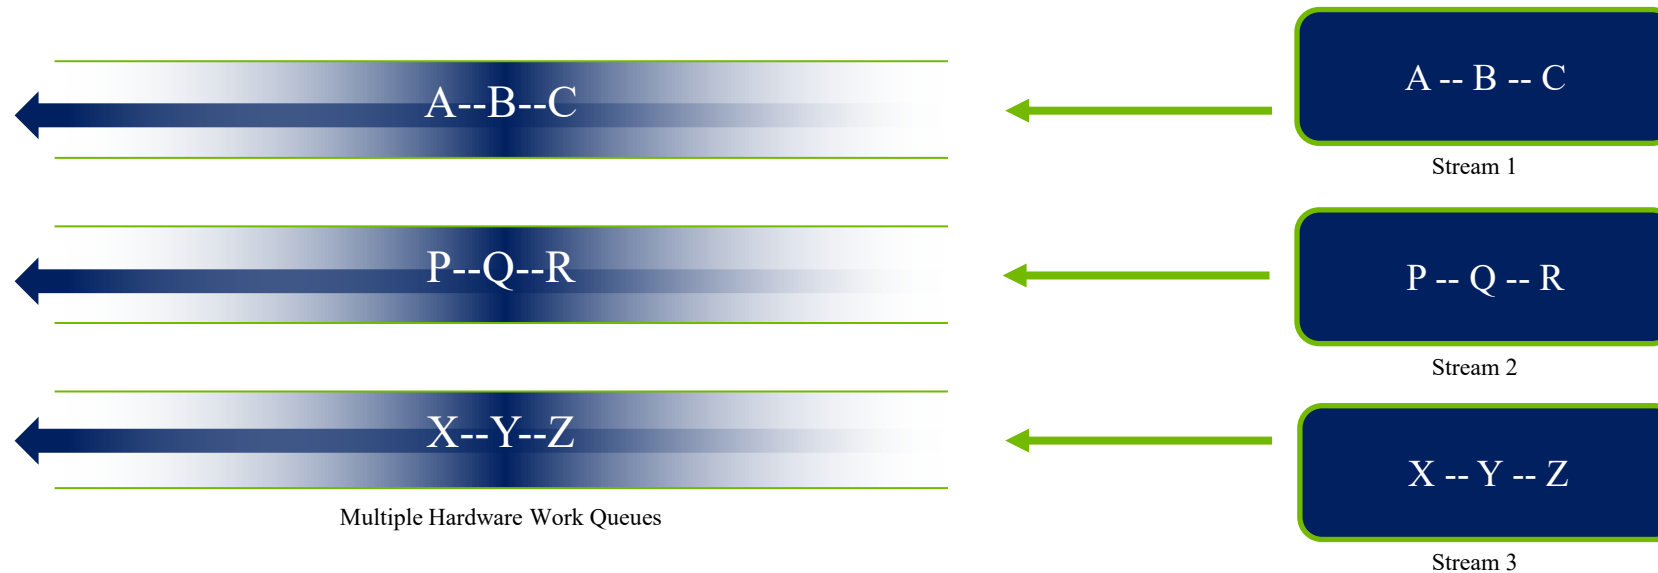 A--B--C
A -- B -- C
Stream 1
P--Q--R
P -- Q -- R
Stream 2
X--Y--Z
X -- Y -- Z
Multiple Hardware Work Queues
Stream 3